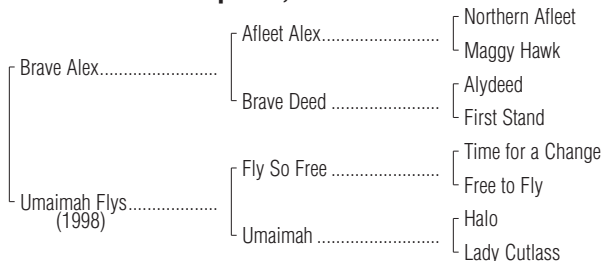 Northern Afleet
Afleet Alex
Maggy Hawk
Brave Alex
Alydeed
Brave Deed
First Stand
Time for a Change
Fly So Free
Free to Fly
Umaimah Flys
(1998)
Halo
Umaimah
Lady Cutlass